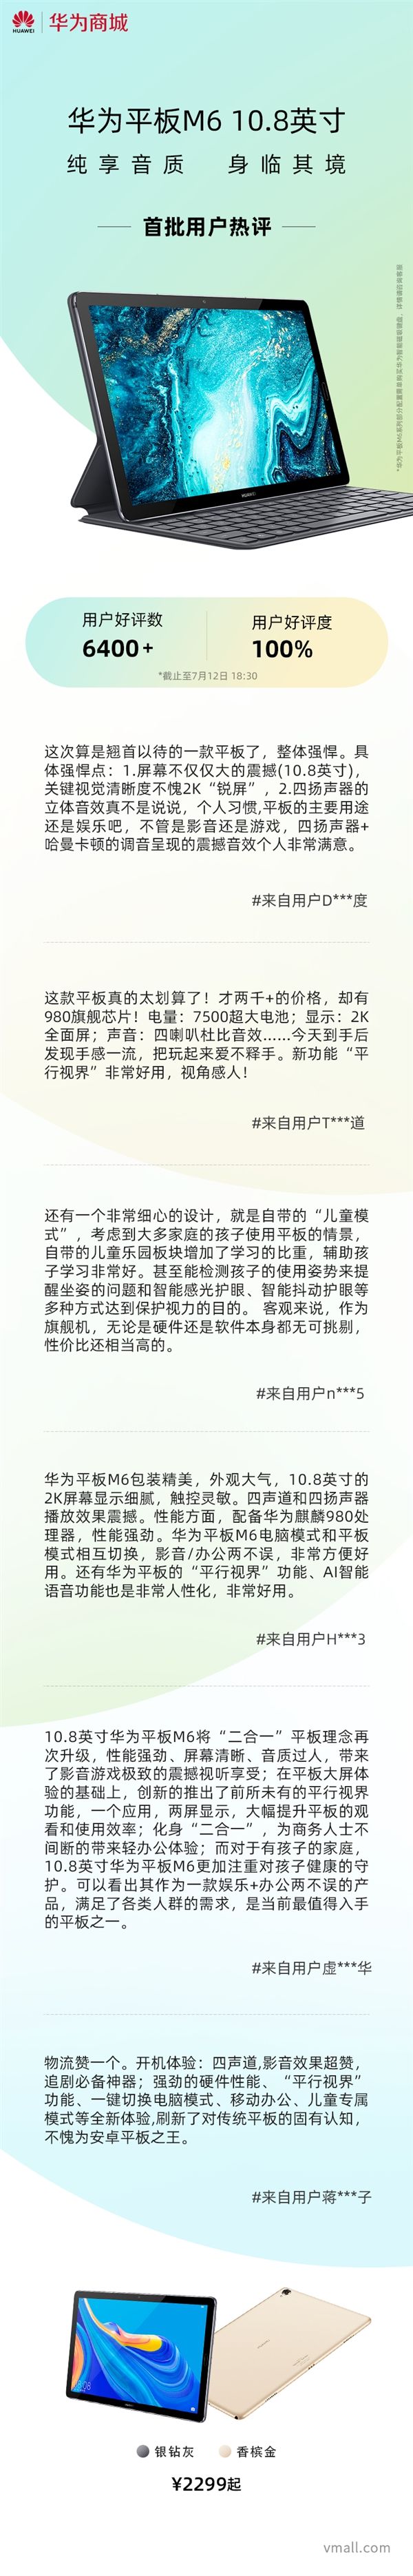 HUAWEI
华为商城
华为平板M6 10.8英寸
纯享音质 身临其境
首批用户热评
*华为平板M6系列部分配置需单独购买华为智能磁吸键盘，详情请咨询客服
HUAWEI
用户好评数
6400+
用户好评度
100%
*截止至7月12日 18:30
这次算是翘首以待的一款平板了，整体强悍。具
体强悍点：1.屏幕不仅仅大的震撼(10.8英寸)，
关键视觉清晰度不愧2K“锐屏”，2.四扬声器的
立体音效真不是说说，个人习惯,平板的主要用途
还是娱乐吧，不管是影音还是游戏，四扬声器+
哈曼卡顿的调音呈现的震撼音效个人非常满意。
#来自用户D***度
这款平板真的太划算了！才两千+的价格，却有
980旗舰芯片！电量：7500超大电池；显示：2K
全面屏；声音：四喇叭杜比音效......今天到手后
发现手感一流，把玩起来爱不释手。新功能“平
行视界”非常好用，视角感人！
#来自用户T***道
还有一个非常细心的设计，就是自带的“儿童模
式”，考虑到大多家庭的孩子使用平板的情景，
自带的儿童乐园板块增加了学习的比重，辅助孩
子学习非常好。甚至能检测孩子的使用姿势来提
醒坐姿的问题和智能感光护眼、智能抖动护眼等
多种方式达到保护视力的目的。 客观来说，作为
旗舰机，无论是硬件还是软件本身都无可挑剔，
性价比还相当高的。
#来自用户n***5
华为平板M6包装精美，外观大气，10.8英寸的
2K屏幕显示细腻，触控灵敏。四声道和四扬声器
播放效果震撼。性能方面，配备华为麒麟980处
理器，性能强劲。华为平板M6电脑模式和平板
模式相互切换，影音/办公两不误，非常方便好
用。还有华为平板的“平行视界”功能、AI智能
语音功能也是非常人性化，非常好用。
#来自用户H***3
10.8英寸华为平板M6将“二合一”平板理念再
次升级，性能强劲、屏幕清晰、音质过人，带来
了影音游戏极致的震撼视听享受；在平板大屏体
验的基础上，创新的推出了前所未有的平行视界
功能，一个应用，两屏显示，大幅提升平板的观
看和使用效率；化身“二合一”，为商务人士不
间断的带来轻办公体验；而对于有孩子的家庭，
10.8英寸华为平板M6更加注重对孩子健康的守
护。可以看出其作为一款娱乐+办公两不误的产
品，满足了各类人群的需求，是当前最值得入手
的平板之一。
#来自用户虚***华
物流赞一个。开机体验：四声道,影音效果超赞，
追剧必备神器；强劲的硬件性能、“平行视界”
功能、一键切换电脑模式、移动办公、儿童专属
模式等全新体验,刷新了对传统平板的固有认知，
不愧为安卓平板之王。
#来自用户蒋***子
08:08
银钻灰
香槟金
¥2299起
vmall.com